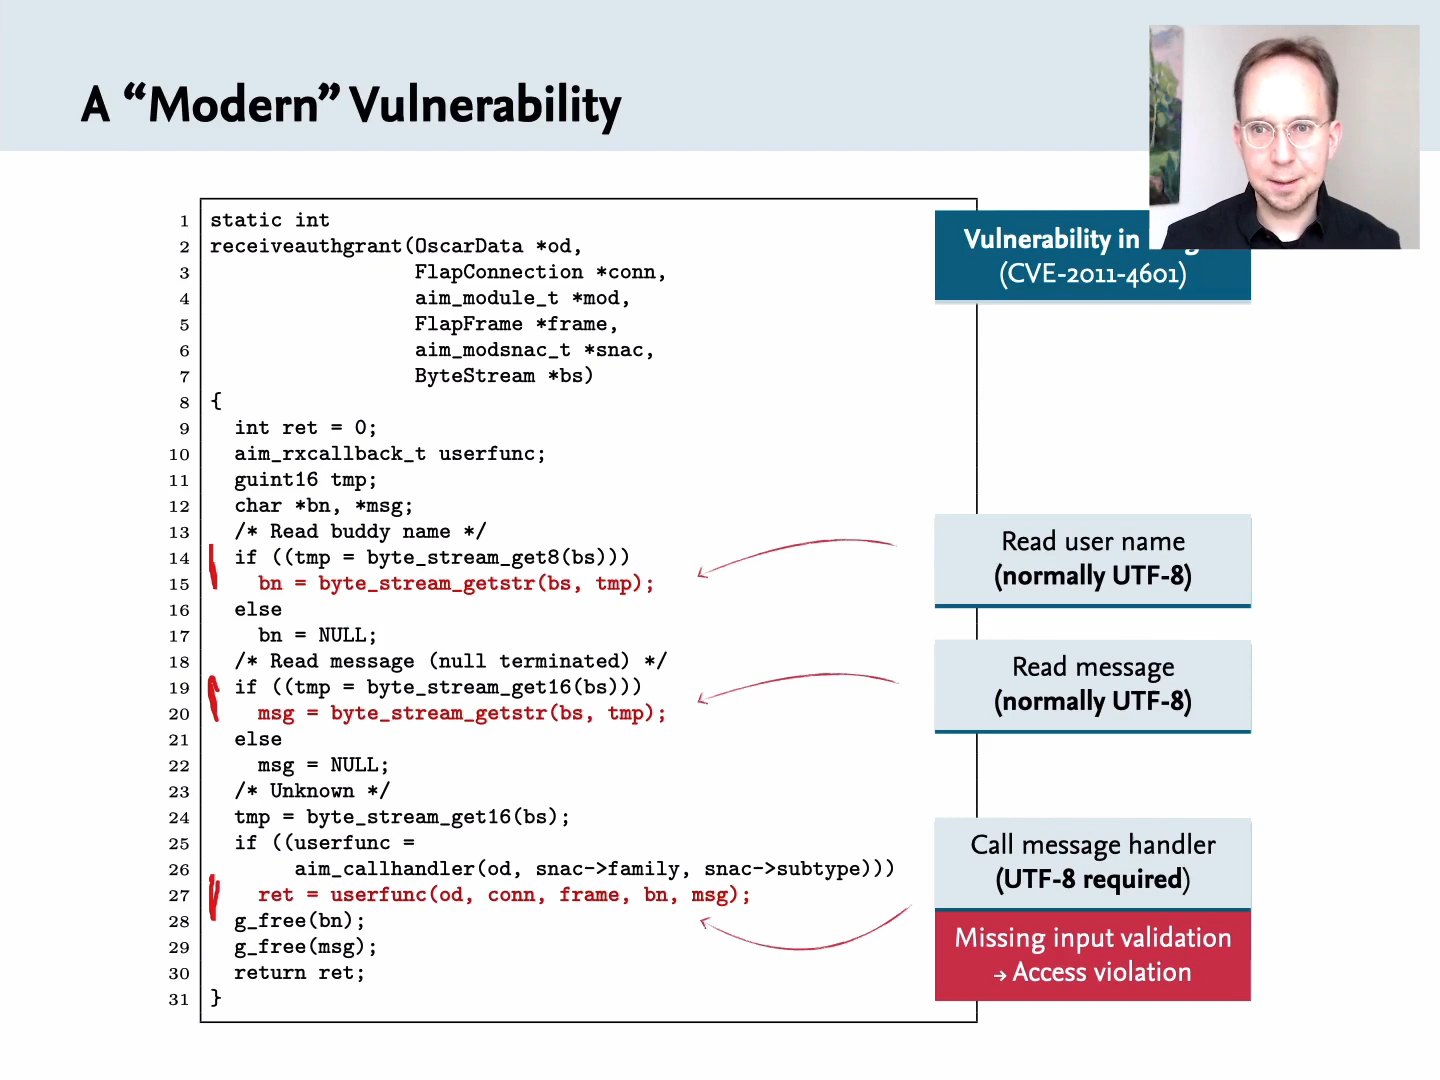 A “Modern” Vulnerability
1 static int
2 receiveauthgrant(OscarData *od,
3 FlapConnection *conn,
4 aim_module_t *mod,
5 FlapFrame *frame,
6 aim_modsnac_t *snac,
7 ByteStream *bs)
8 {
9 int ret = 0;
10 aim_rxcallback_t userfunc;
11 guint16 tmp;
12 char *bn, *msg;
13 /* Read buddy name */
14 if ((tmp = byte_stream_get8(bs)))
15 bn = byte_stream_getstr(bs, tmp);
16 else
17 bn = NULL;
18 /* Read message (null terminated) */
19 if ((tmp = byte_stream_get16(bs)))
20 msg = byte_stream_getstr(bs, tmp);
21 else
22 msg = NULL;
23 /* Unknown */
24 tmp = byte_stream_get16(bs);
25 if ((userfunc =
26 aim_callhandler(od, snac->family, snac->subtype)))
27 ret = userfunc(od, conn, frame, bn, msg);
28 g_free(bn);
29 g_free(msg);
30 return ret;
31 }
Vulnerability in
(CVE-2011-4601)
Read user name
(normally UTF-8)
Read message
(normally UTF-8)
Call message handler
(UTF-8 required)
Missing input validation
→ Access violation